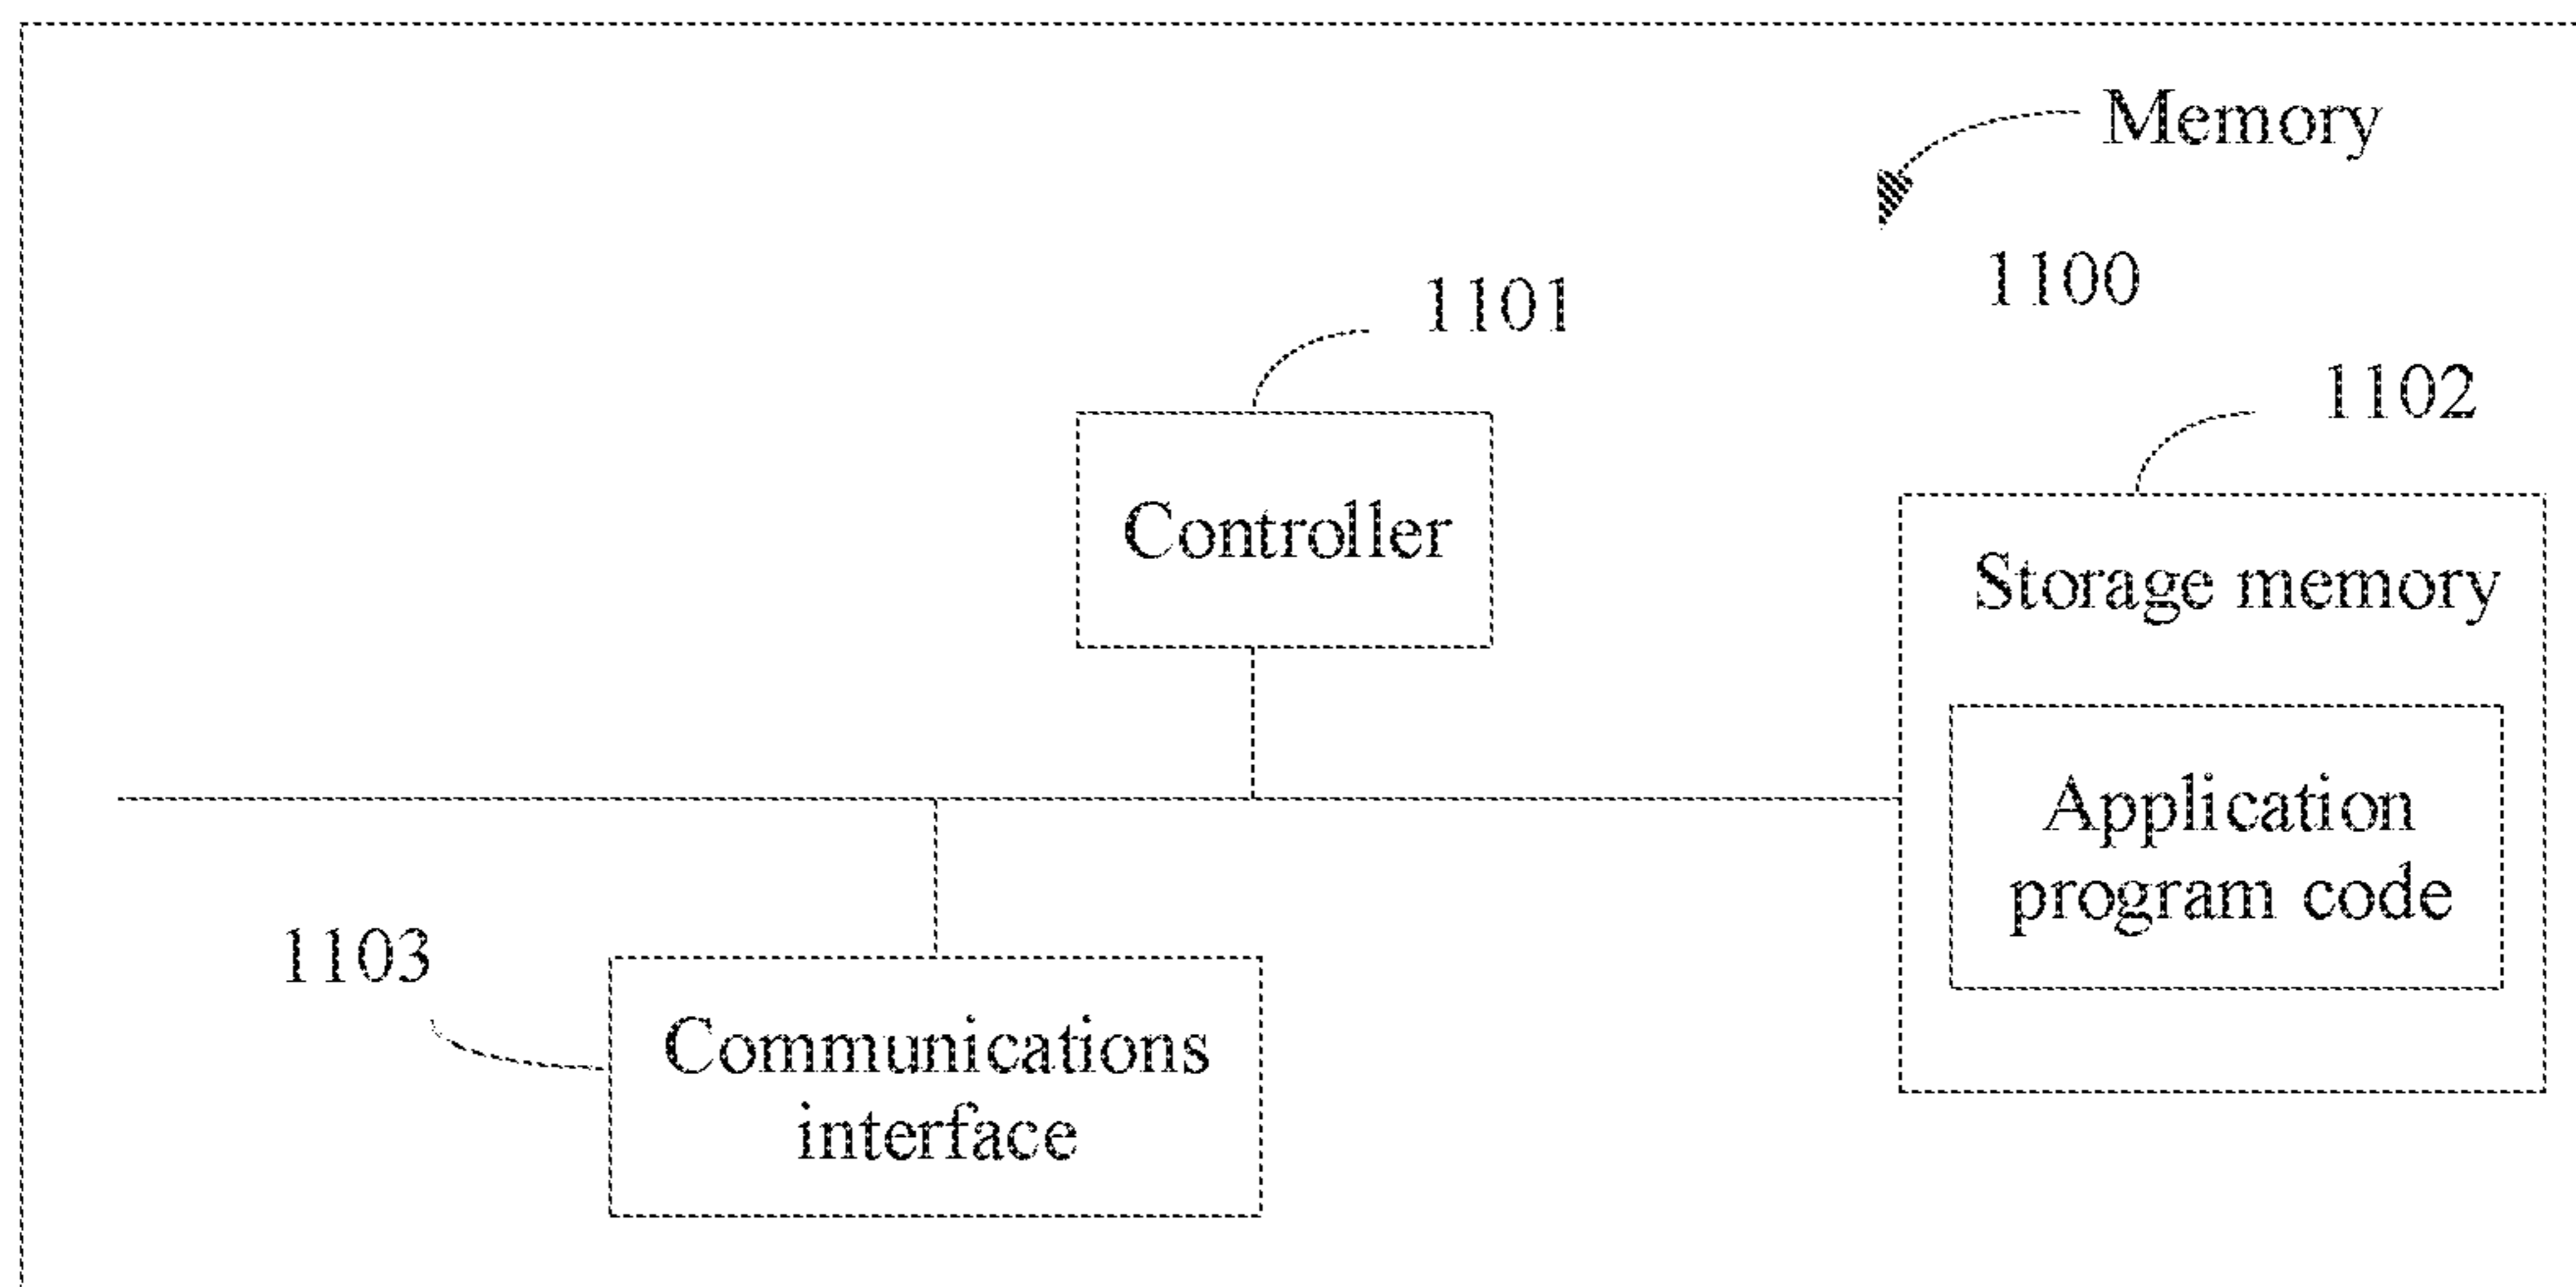 Memory
1100
1101
1102
Controller
Storage memory
Application
program code
1103
Communications
interface